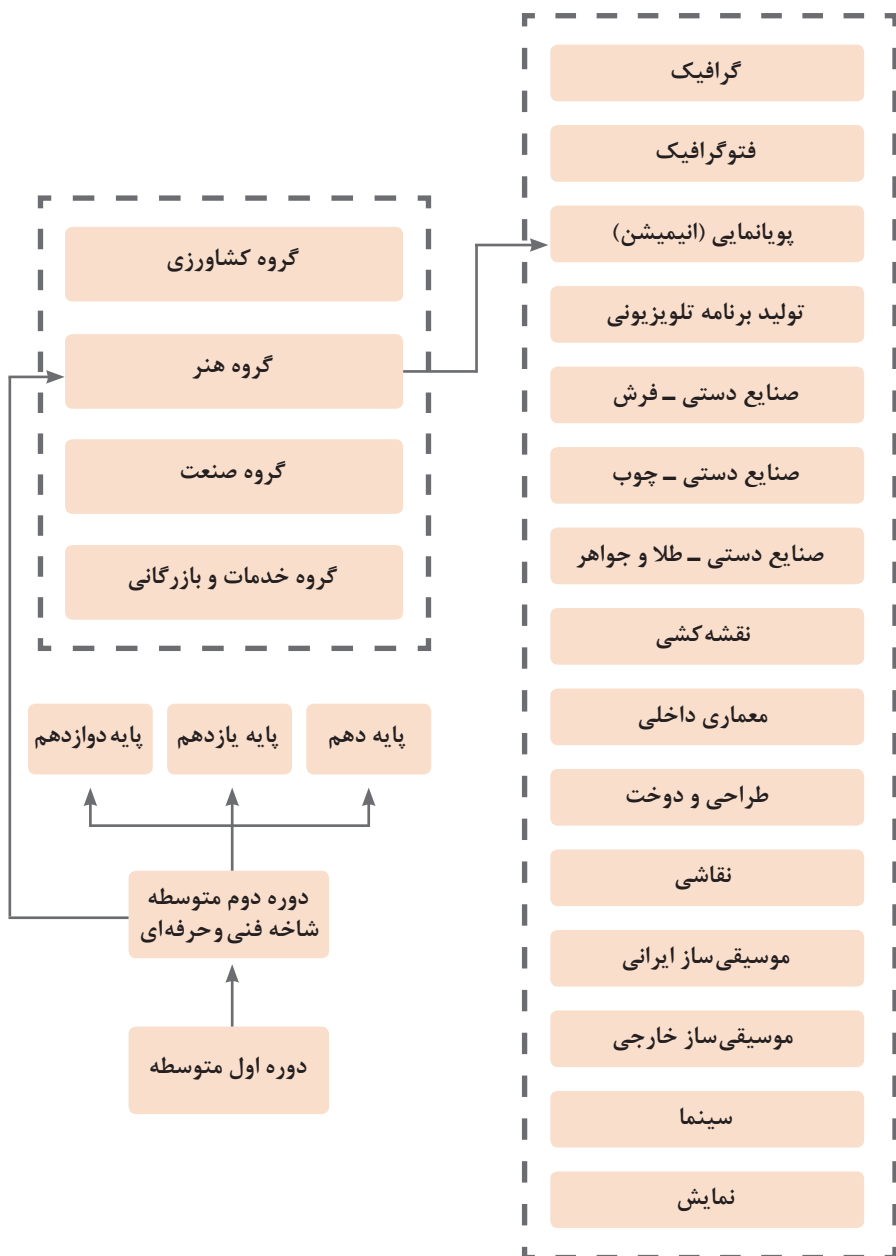 گرافیک
فتوگرافیک
پویانمایی (انیمیشن)
تولید برنامه تلویزیونی
صنایع دستی ـ فرش
صنایع دستی ـ چوب
صنایع دستی ـ طلا و جواهر
نقشه‌کشی
معماری داخلی
طراحی و دوخت
نقاشی
موسیقی‌ساز ایرانی
موسیقی‌ساز خارجی
سینما
نمایش
گروه کشاورزی
گروه هنر
گروه صنعت
گروه خدمات و بازرگانی
پایه دهم
پایه یازدهم
پایه دوازدهم
دوره دوم متوسطه
شاخه فنی وحرفه‌ای
دوره اول متوسطه